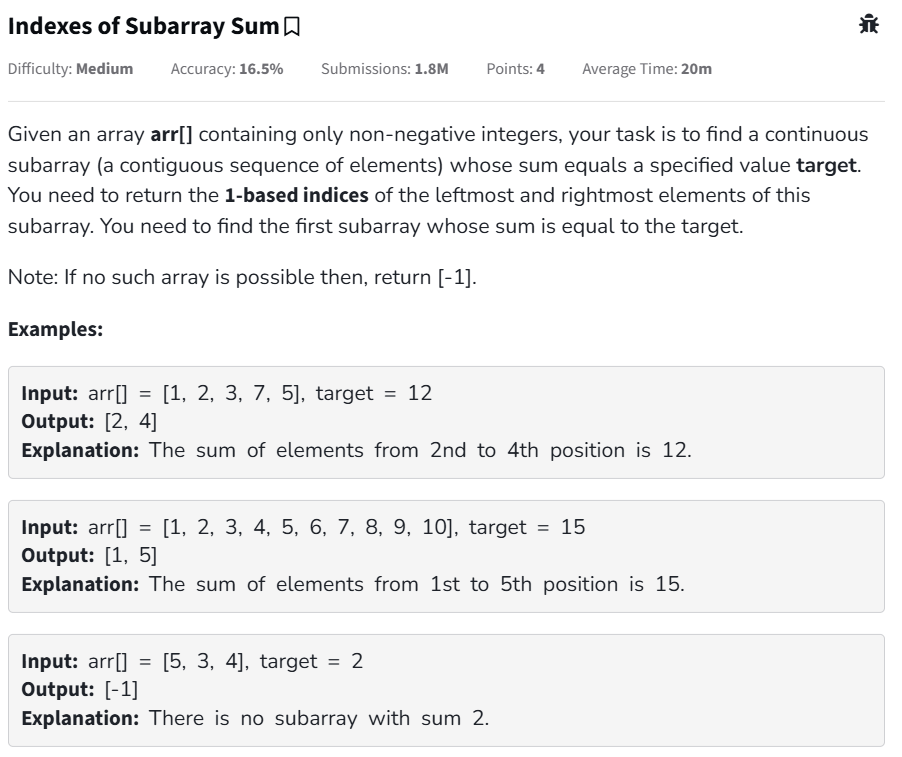 Indexes of Subarray Sum
Difficulty: Medium Accuracy: 16.5% Submissions: 1.8M Points: 4 Average Time: 20m
Given an array arr[] containing only non-negative integers, your task is to find a continuous
subarray (a contiguous sequence of elements) whose sum equals a specified value target.
You need to return the 1-based indices of the leftmost and rightmost elements of this
subarray. You need to find the first subarray whose sum is equal to the target.
Note: If no such array is possible then, return [-1].
Examples:
Input: arr[] = [1, 2, 3, 7, 5], target = 12
Output: [2, 4]
Explanation: The sum of elements from 2nd to 4th position is 12.
Input: arr[] = [1, 2, 3, 4, 5, 6, 7, 8, 9, 10], target = 15
Output: [1, 5]
Explanation: The sum of elements from 1st to 5th position is 15.
Input: arr[] = [5, 3, 4], target = 2
Output: [-1]
Explanation: There is no subarray with sum 2.